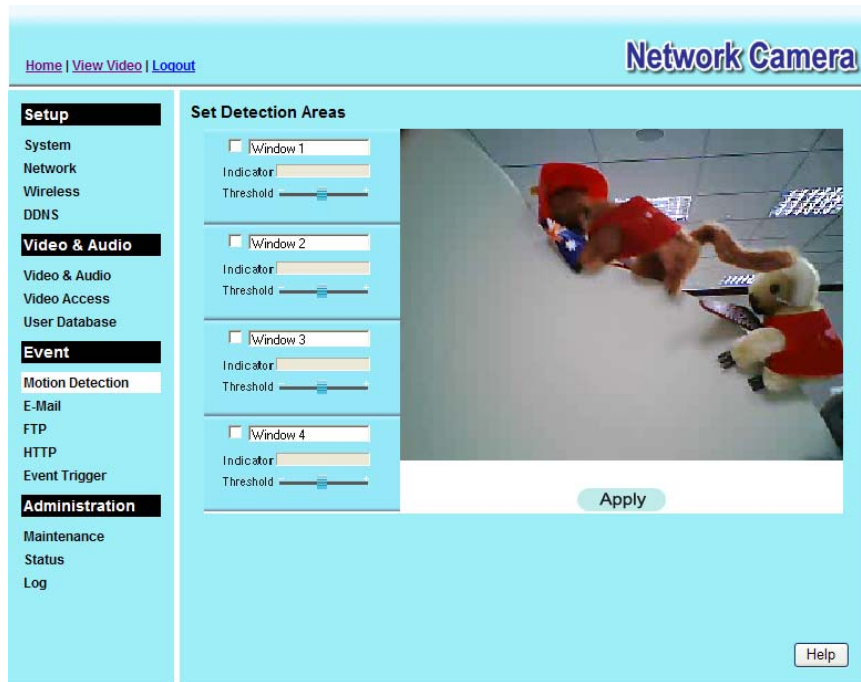 Home | View Video | Logout
Network Camera
Setup
System
Network
Wireless
DDNS
Video & Audio
Video & Audio
Video Access
User Database
Event
Motion Detection
E-Mail
FTP
HTTP
Event Trigger
Administration
Maintenance
Status
Log
Set Detection Areas
Window 1
Indicator
Threshold
Window 2
Indicator
Threshold
Window 3
Indicator
Threshold
Window 4
Indicator
Threshold
Apply
Help